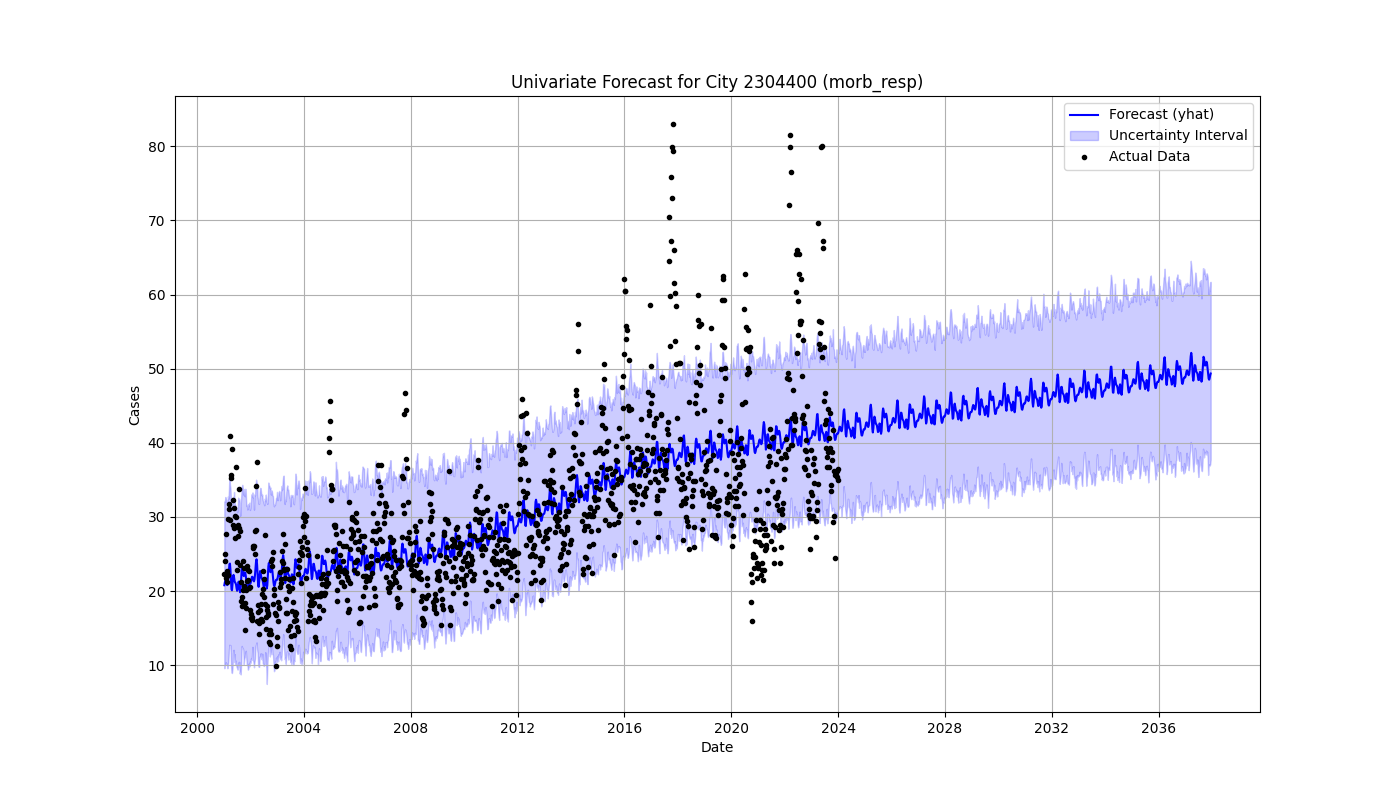 Univariate Forecast for City 2304400 (morb_resp)
Forecast (yhat)
Uncertainty Interval
Actual Data
Cases
80
70
60
50
40
30
20
10
2000 2004 2008 2012 2016 2020 2024 2028 2032 2036
Date